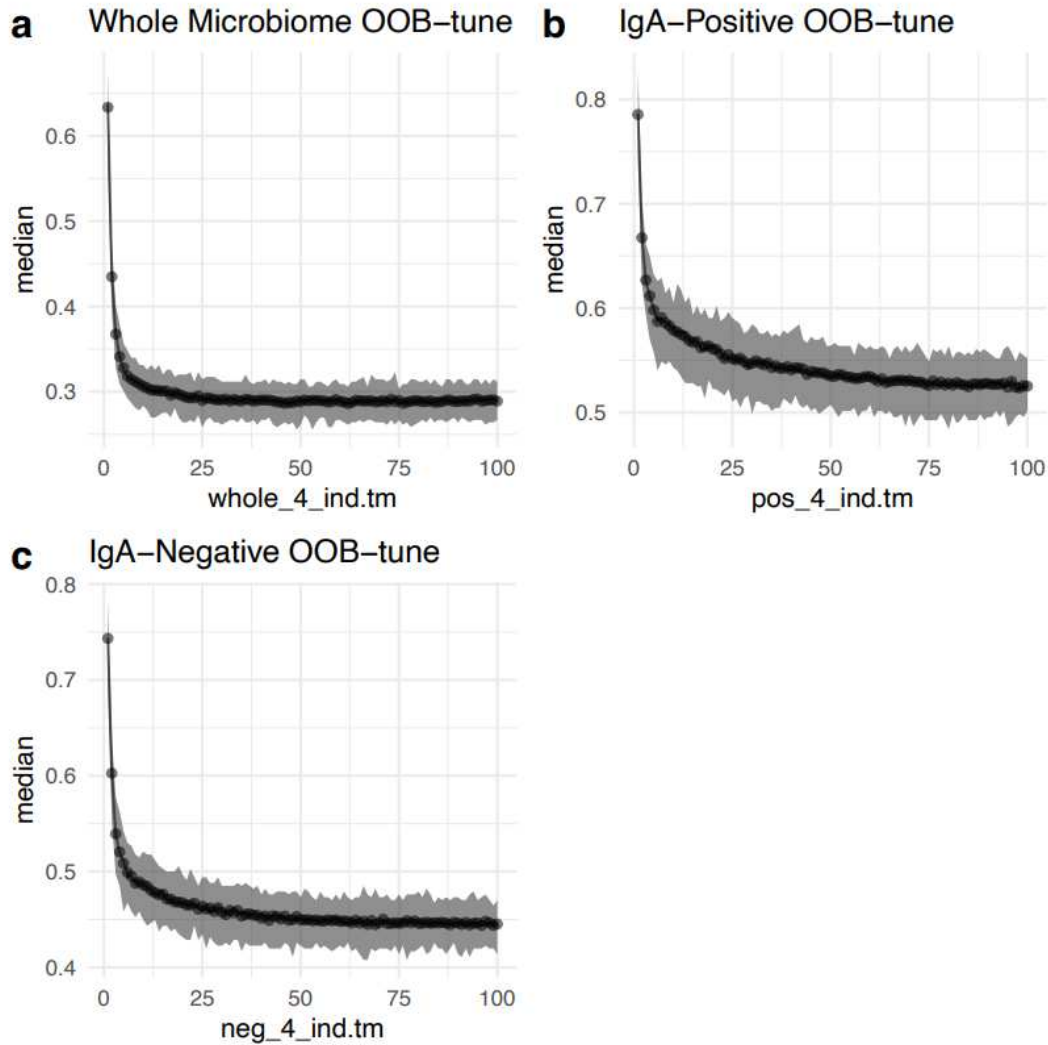 a Whole Microbiome OOB−tune
median
0.6
0.5
0.4
0.3
0 25 50 75 100
whole_4_ind.tm
b IgA−Positive OOB−tune
median
0.8
0.7
0.6
0.5
0 25 50 75 100
pos_4_ind.tm
c IgA−Negative OOB−tune
median
0.8
0.7
0.6
0.5
0.4
0 25 50 75 100
neg_4_ind.tm